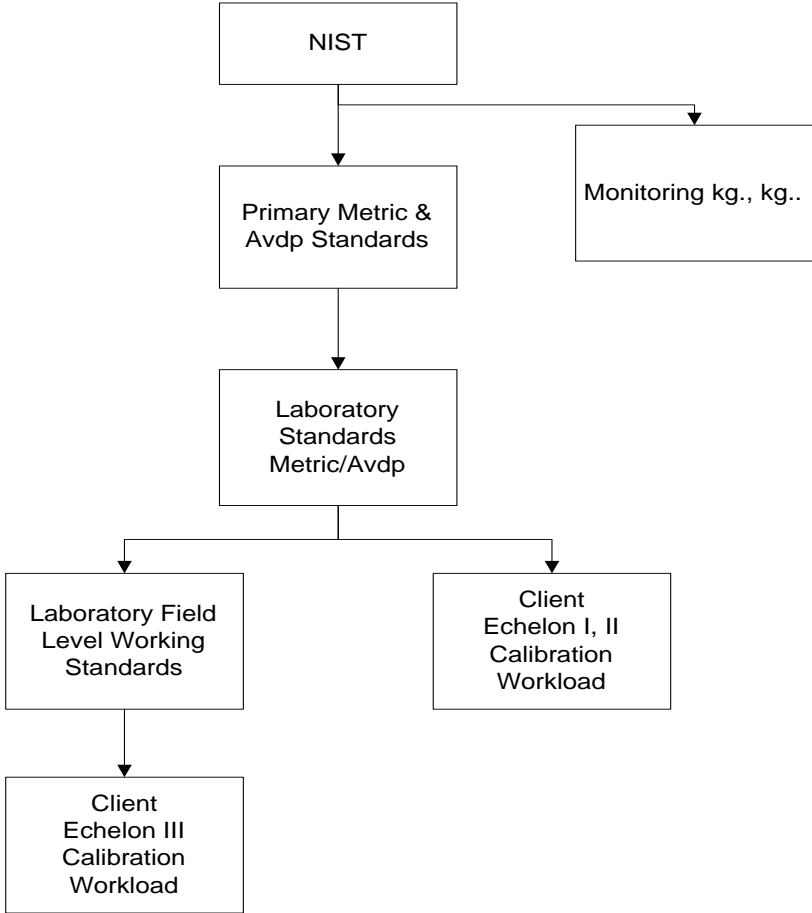 NIST
Primary Metric &
Avdp Standards
Monitoring kg., kg..
Laboratory
Standards
Metric/Avdp
Laboratory Field
Level Working
Standards
Client
Echelon I, II
Calibration
Workload
Client
Echelon III
Calibration
Workload